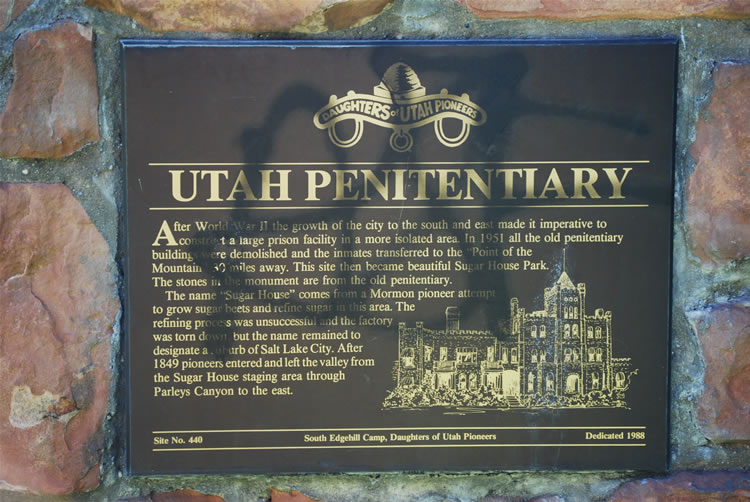 DAUGHTERS of UTAH PIONEERS
UTAH PENITENTIARY
After World War II the growth of the city to the south and east made it imperative to
construct a large prison facility in a more isolated area. In 1951 all the old penitentiary
buildings were demolished and the inmates transferred to the "Point of the
Mountain" 30 miles away. This site then became beautiful Sugar House Park.
The stones in the monument are from the old penitentiary.
The name "Sugar House" comes from a Mormon pioneer attempt
to grow sugar beets and refine sugar in this area. The
refining process was unsuccessful and the factory
was torn down, but the name remained to
designate a suburb of Salt Lake City. After
1849 pioneers entered and left the valley from
the Sugar House staging area through
Parleys Canyon to the east.
Site No. 440 South Edgehill Camp, Daughters of Utah Pioneers Dedicated 1988